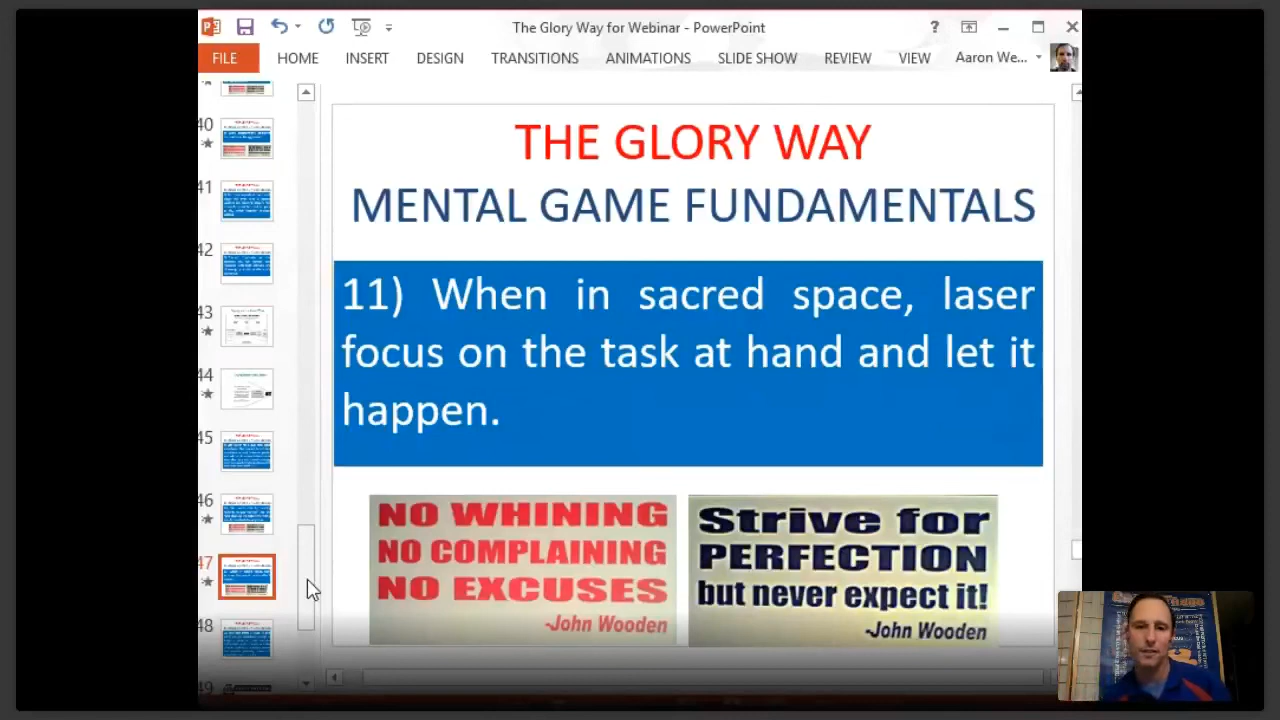 The Glory Way for Webinar - PowerPoint
?
FILE HOME INSERT DESIGN TRANSITIONS ANIMATIONS SLIDE SHOW REVIEW VIEW Aaron We...
40
41
42
43
44
45
46
47
48
49
THE GLORY WAY
MENTAL GAME FUNDAMENTALS
11) When in sacred space, laser
focus on the task at hand and let it
happen.
NO WHINING
NO COMPLAINING
NO EXCUSES
-John Wooden
Strive for
PERFECTION
but never expect it!
-John Wooden